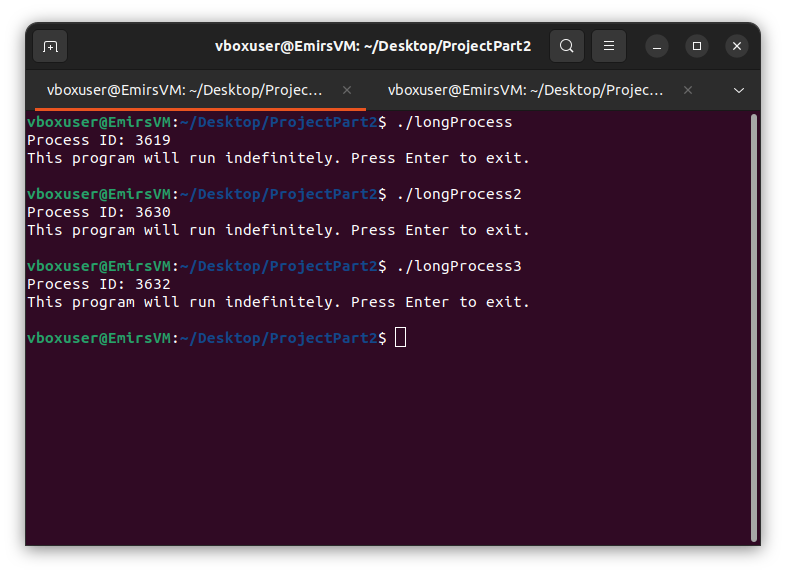 vboxuser@EmirsVM: ~/Desktop/ProjectPart2
vboxuser@EmirsVM: ~/Desktop/Projec...
vboxuser@EmirsVM: ~/Desktop/Projec...
vboxuser@EmirsVM:~/Desktop/ProjectPart2$ ./longProcess
Process ID: 3619
This program will run indefinitely. Press Enter to exit.
vboxuser@EmirsVM:~/Desktop/ProjectPart2$ ./longProcess2
Process ID: 3630
This program will run indefinitely. Press Enter to exit.
vboxuser@EmirsVM:~/Desktop/ProjectPart2$ ./longProcess3
Process ID: 3632
This program will run indefinitely. Press Enter to exit.
vboxuser@EmirsVM:~/Desktop/ProjectPart2$